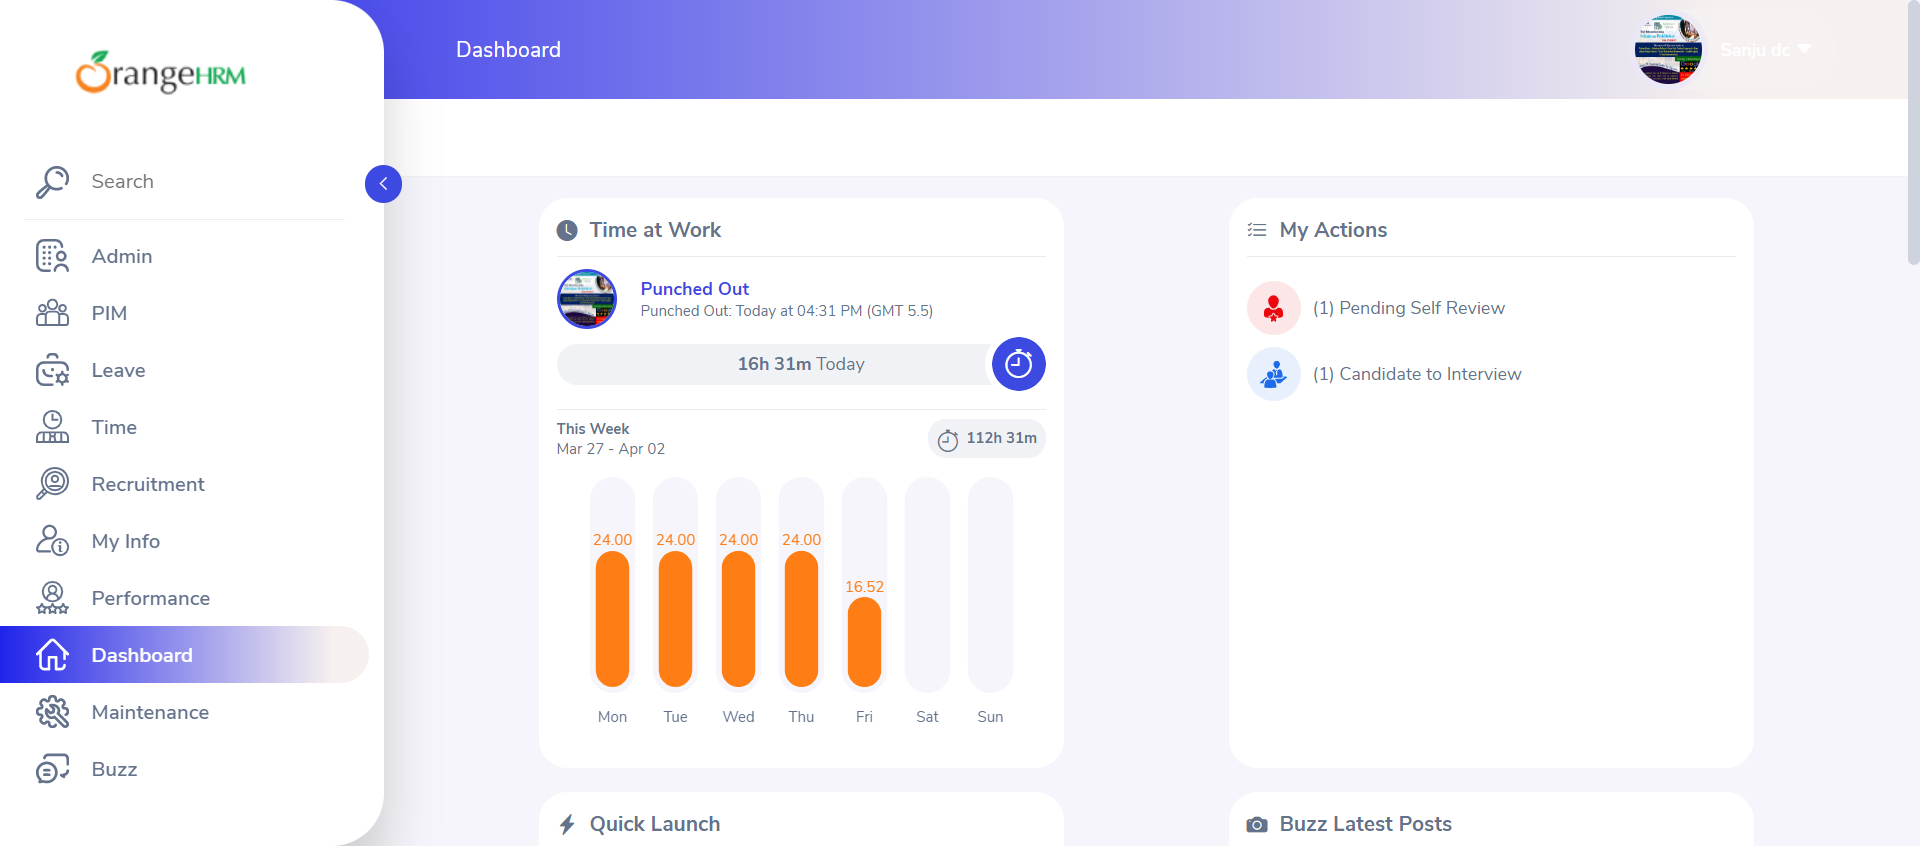 OrangeHRM
Search
Admin
PIM
Leave
Time
Recruitment
My Info
Performance
Dashboard
Maintenance
Buzz
Dashboard
Sanju dc
Time at Work
Punched Out
Punched Out: Today at 04:31 PM (GMT 5.5)
16h 31m Today
This Week
Mar 27 - Apr 02
112h 31m
24.00 24.00 24.00 24.00 16.52
Mon Tue Wed Thu Fri Sat Sun
My Actions
(1) Pending Self Review
(1) Candidate to Interview
Quick Launch
Buzz Latest Posts